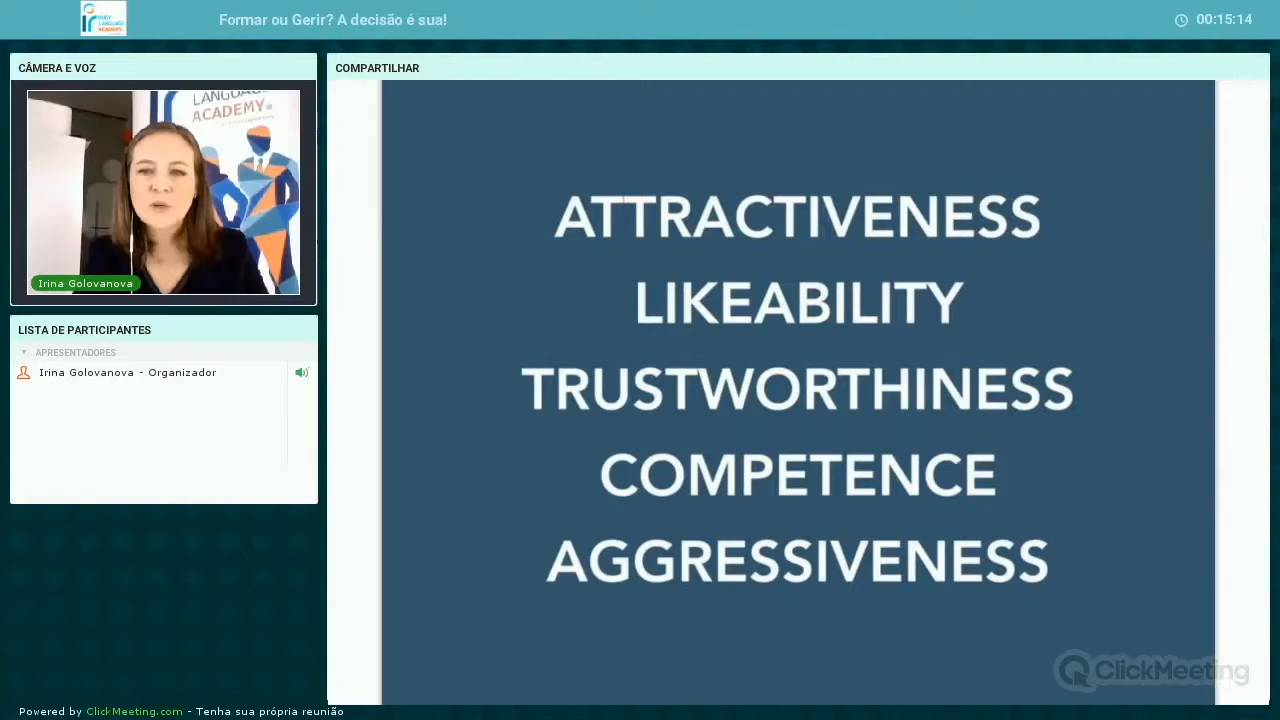 Formar ou Gerir? A decisão é sua!
00:15:14
CÂMERA E VOZ
LANGUAGE
ACADEMY
Irina Golovanova
LISTA DE PARTICIPANTES
APRESENTADORES
Irina Golovanova - Organizador
COMPARTILHAR
ATTRACTIVENESS
LIKEABILITY
TRUSTWORTHINESS
COMPETENCE
AGGRESSIVENESS
ClickMeeting
Powered by ClickMeeting.com - Tenha sua própria reunião